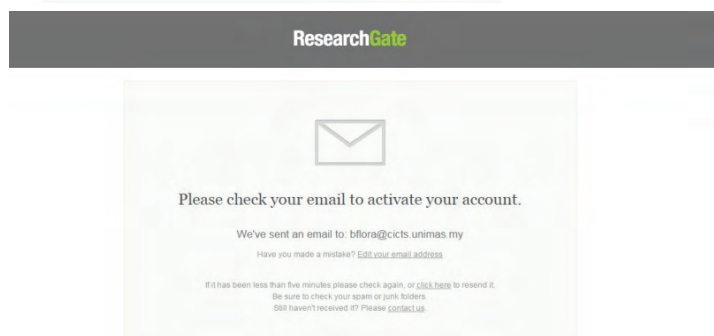 ResearchGate
Please check your email to activate your account.
We've sent an email to: bflora@cicts.unimas.my
Have you made a mistake? Edit your email address
If it has been less than five minutes please check again, or click here to resend it.
Be sure to check your spam or junk folders.
Still haven't received it? Please contact us.